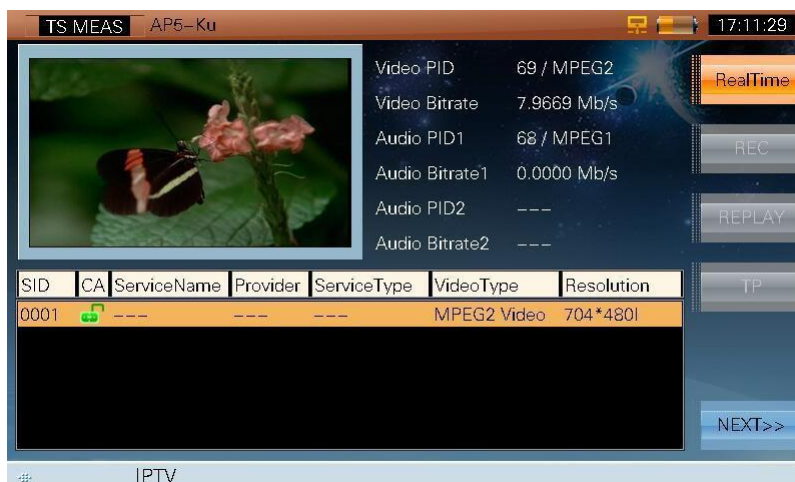 TS MEAS AP5-Ku 17:11:29
Video PID 69 / MPEG2
Video Bitrate 7.9669 Mb/s
Audio PID1 68 / MPEG1
Audio Bitrate1 0.0000 Mb/s
Audio PID2 ---
Audio Bitrate2 ---
RealTime
REC
REPLAY
TP
NEXT>>
SID CA ServiceName Provider ServiceType VideoType Resolution
0001 --- --- --- MPEG2 Video 704*480I
IPTV